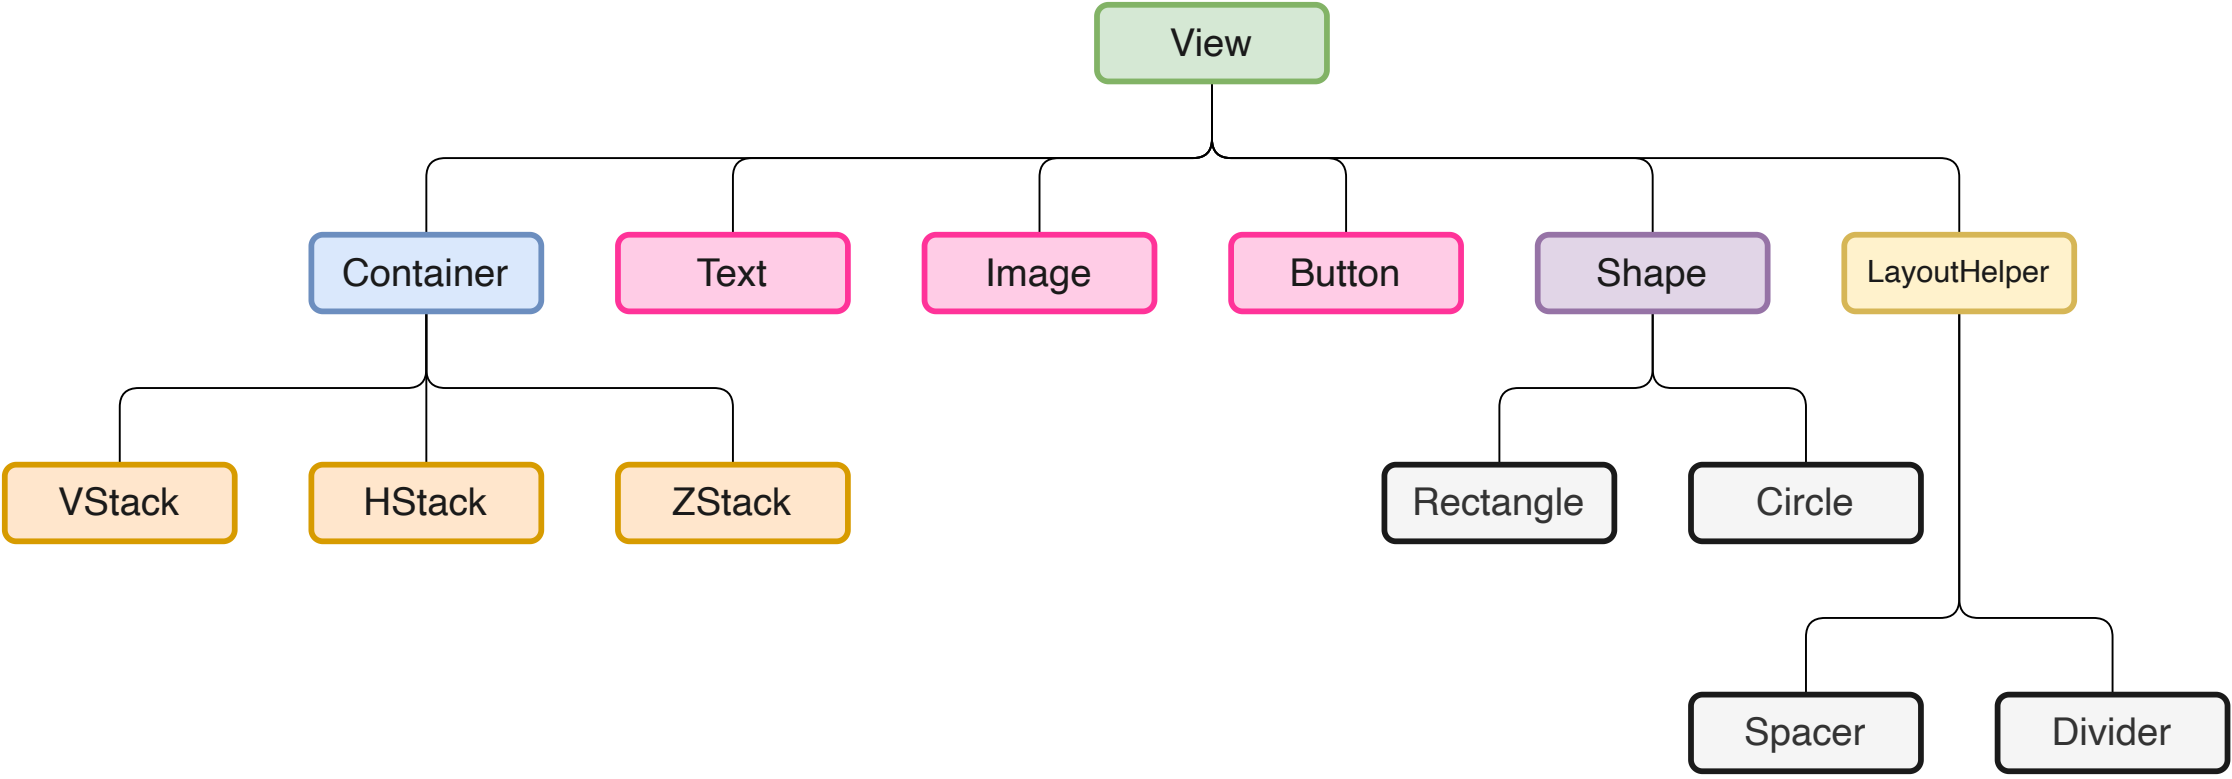 View
Container
Text
Image
Button
Shape
LayoutHelper
VStack
HStack
ZStack
Rectangle
Circle
Spacer
Divider